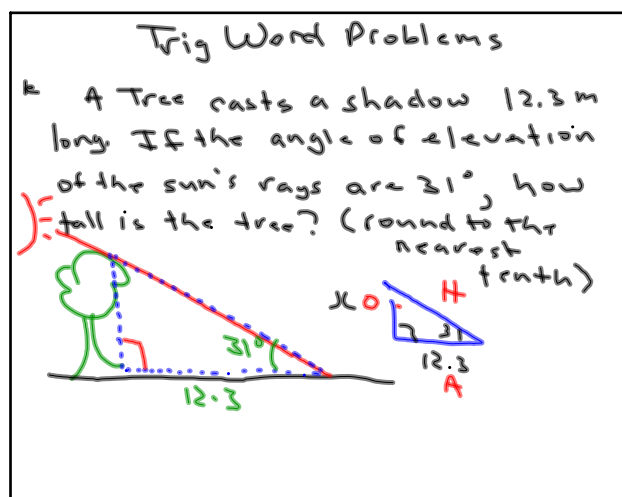 Trig Word Problems
A Tree casts a shadow 12.3 m
long. If the angle of elevation
of the sun's rays are 31°, how
tall is the tree? (round to the
nearest
tenth)
31°
12.3
x O H
31
12.3
A